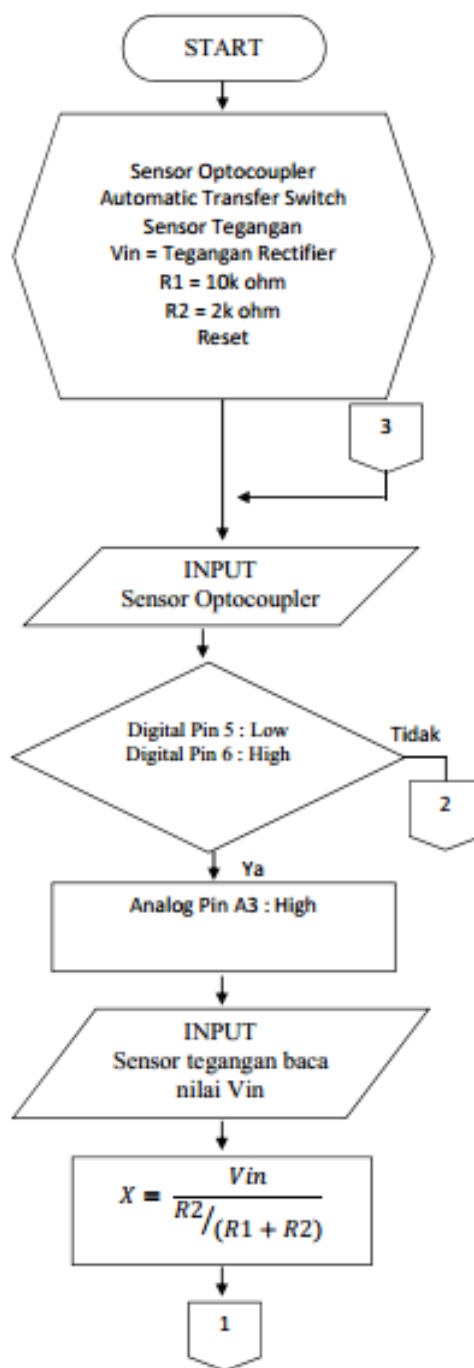 START
Sensor Optocoupler
Automatic Transfer Switch
Sensor Tegangan
Vin = Tegangan Rectifier
R1 = 10k ohm
R2 = 2k ohm
Reset
3
INPUT
Sensor Optocoupler
Digital Pin 5 : Low
Digital Pin 6 : High
Tidak
2
Ya
Analog Pin A3 : High
INPUT
Sensor tegangan baca
nilai Vin
X = Vin / R2/(R1 + R2)
1